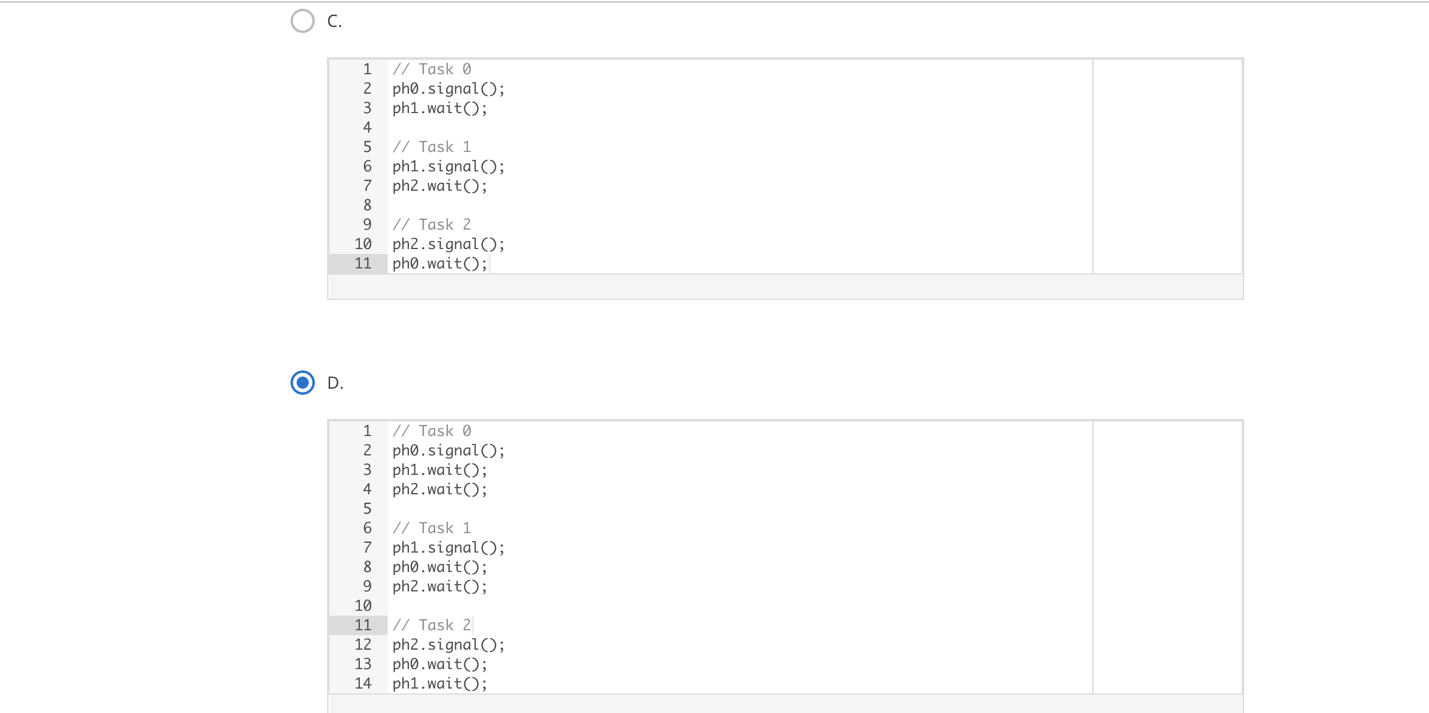 C.
1 // Task 0
2 ph0.signal();
3 ph1.wait();
4
5 // Task 1
6 ph1.signal();
7 ph2.wait();
8
9 // Task 2
10 ph2.signal();
11 ph0.wait();
D.
1 // Task 0
2 ph0.signal();
3 ph1.wait();
4 ph2.wait();
5
6 // Task 1
7 ph1.signal();
8 ph0.wait();
9 ph2.wait();
10
11 // Task 2
12 ph2.signal();
13 ph0.wait();
14 ph1.wait();